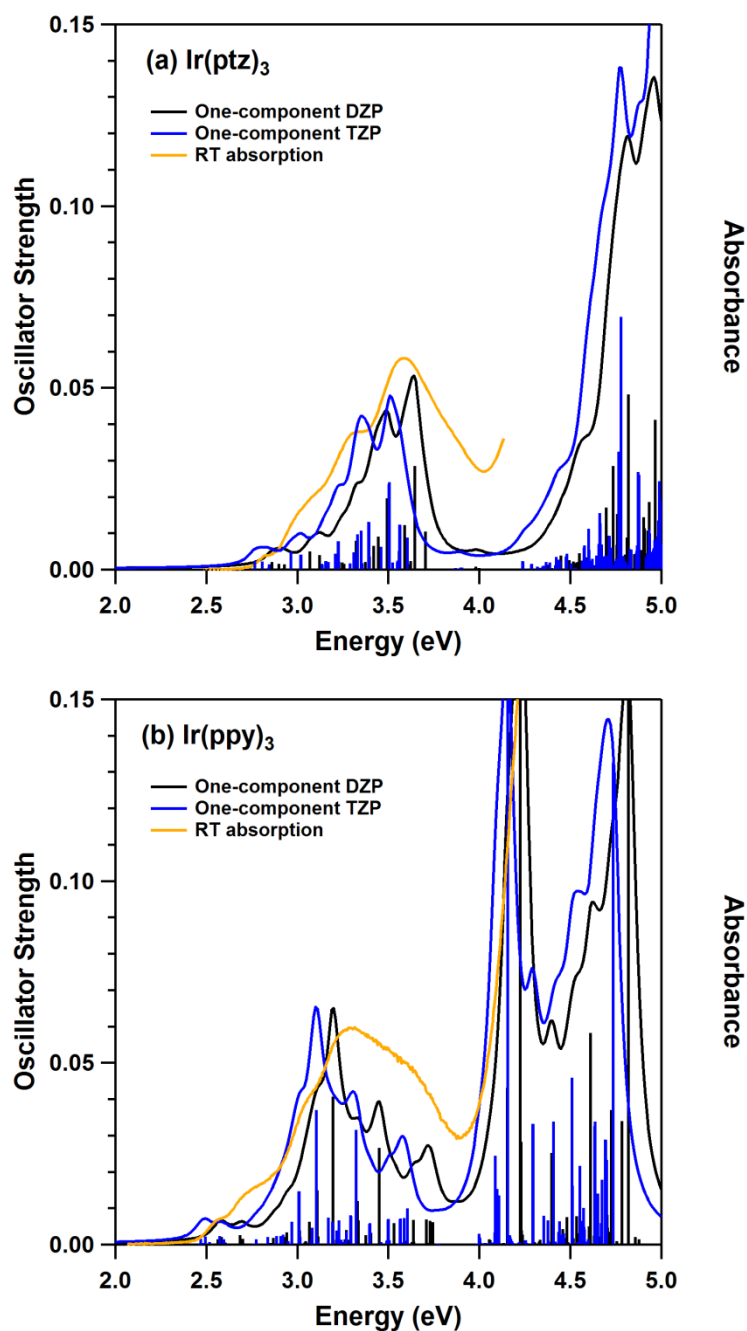 (a) Ir(ptz)3
One-component DZP
One-component TZP
RT absorption
Oscillator Strength
Absorbance
0.15
0.10
0.05
0.00
2.0 2.5 3.0 3.5 4.0 4.5 5.0
Energy (eV)
(b) Ir(ppy)3
One-component DZP
One-component TZP
RT absorption
Oscillator Strength
Absorbance
0.15
0.10
0.05
0.00
2.0 2.5 3.0 3.5 4.0 4.5 5.0
Energy (eV)